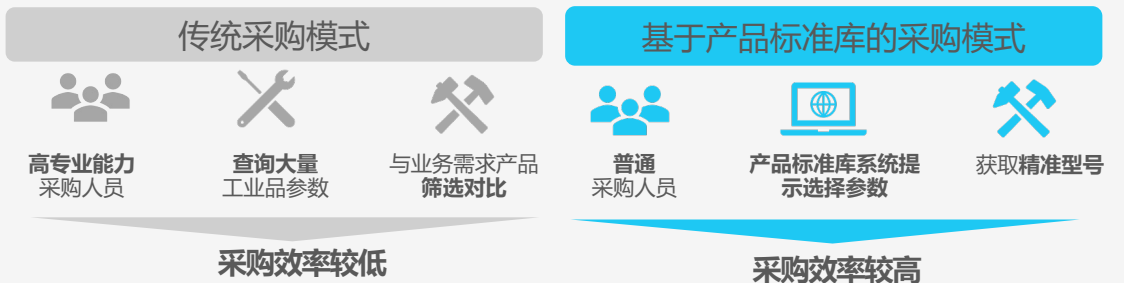 传统采购模式
高专业能力
采购人员
查询大量
工业品参数
与业务需求产品
筛选对比
采购效率较低
基于产品标准库的采购模式
普通
采购人员
产品标准库系统提
示选择参数
获取精准型号
采购效率较高